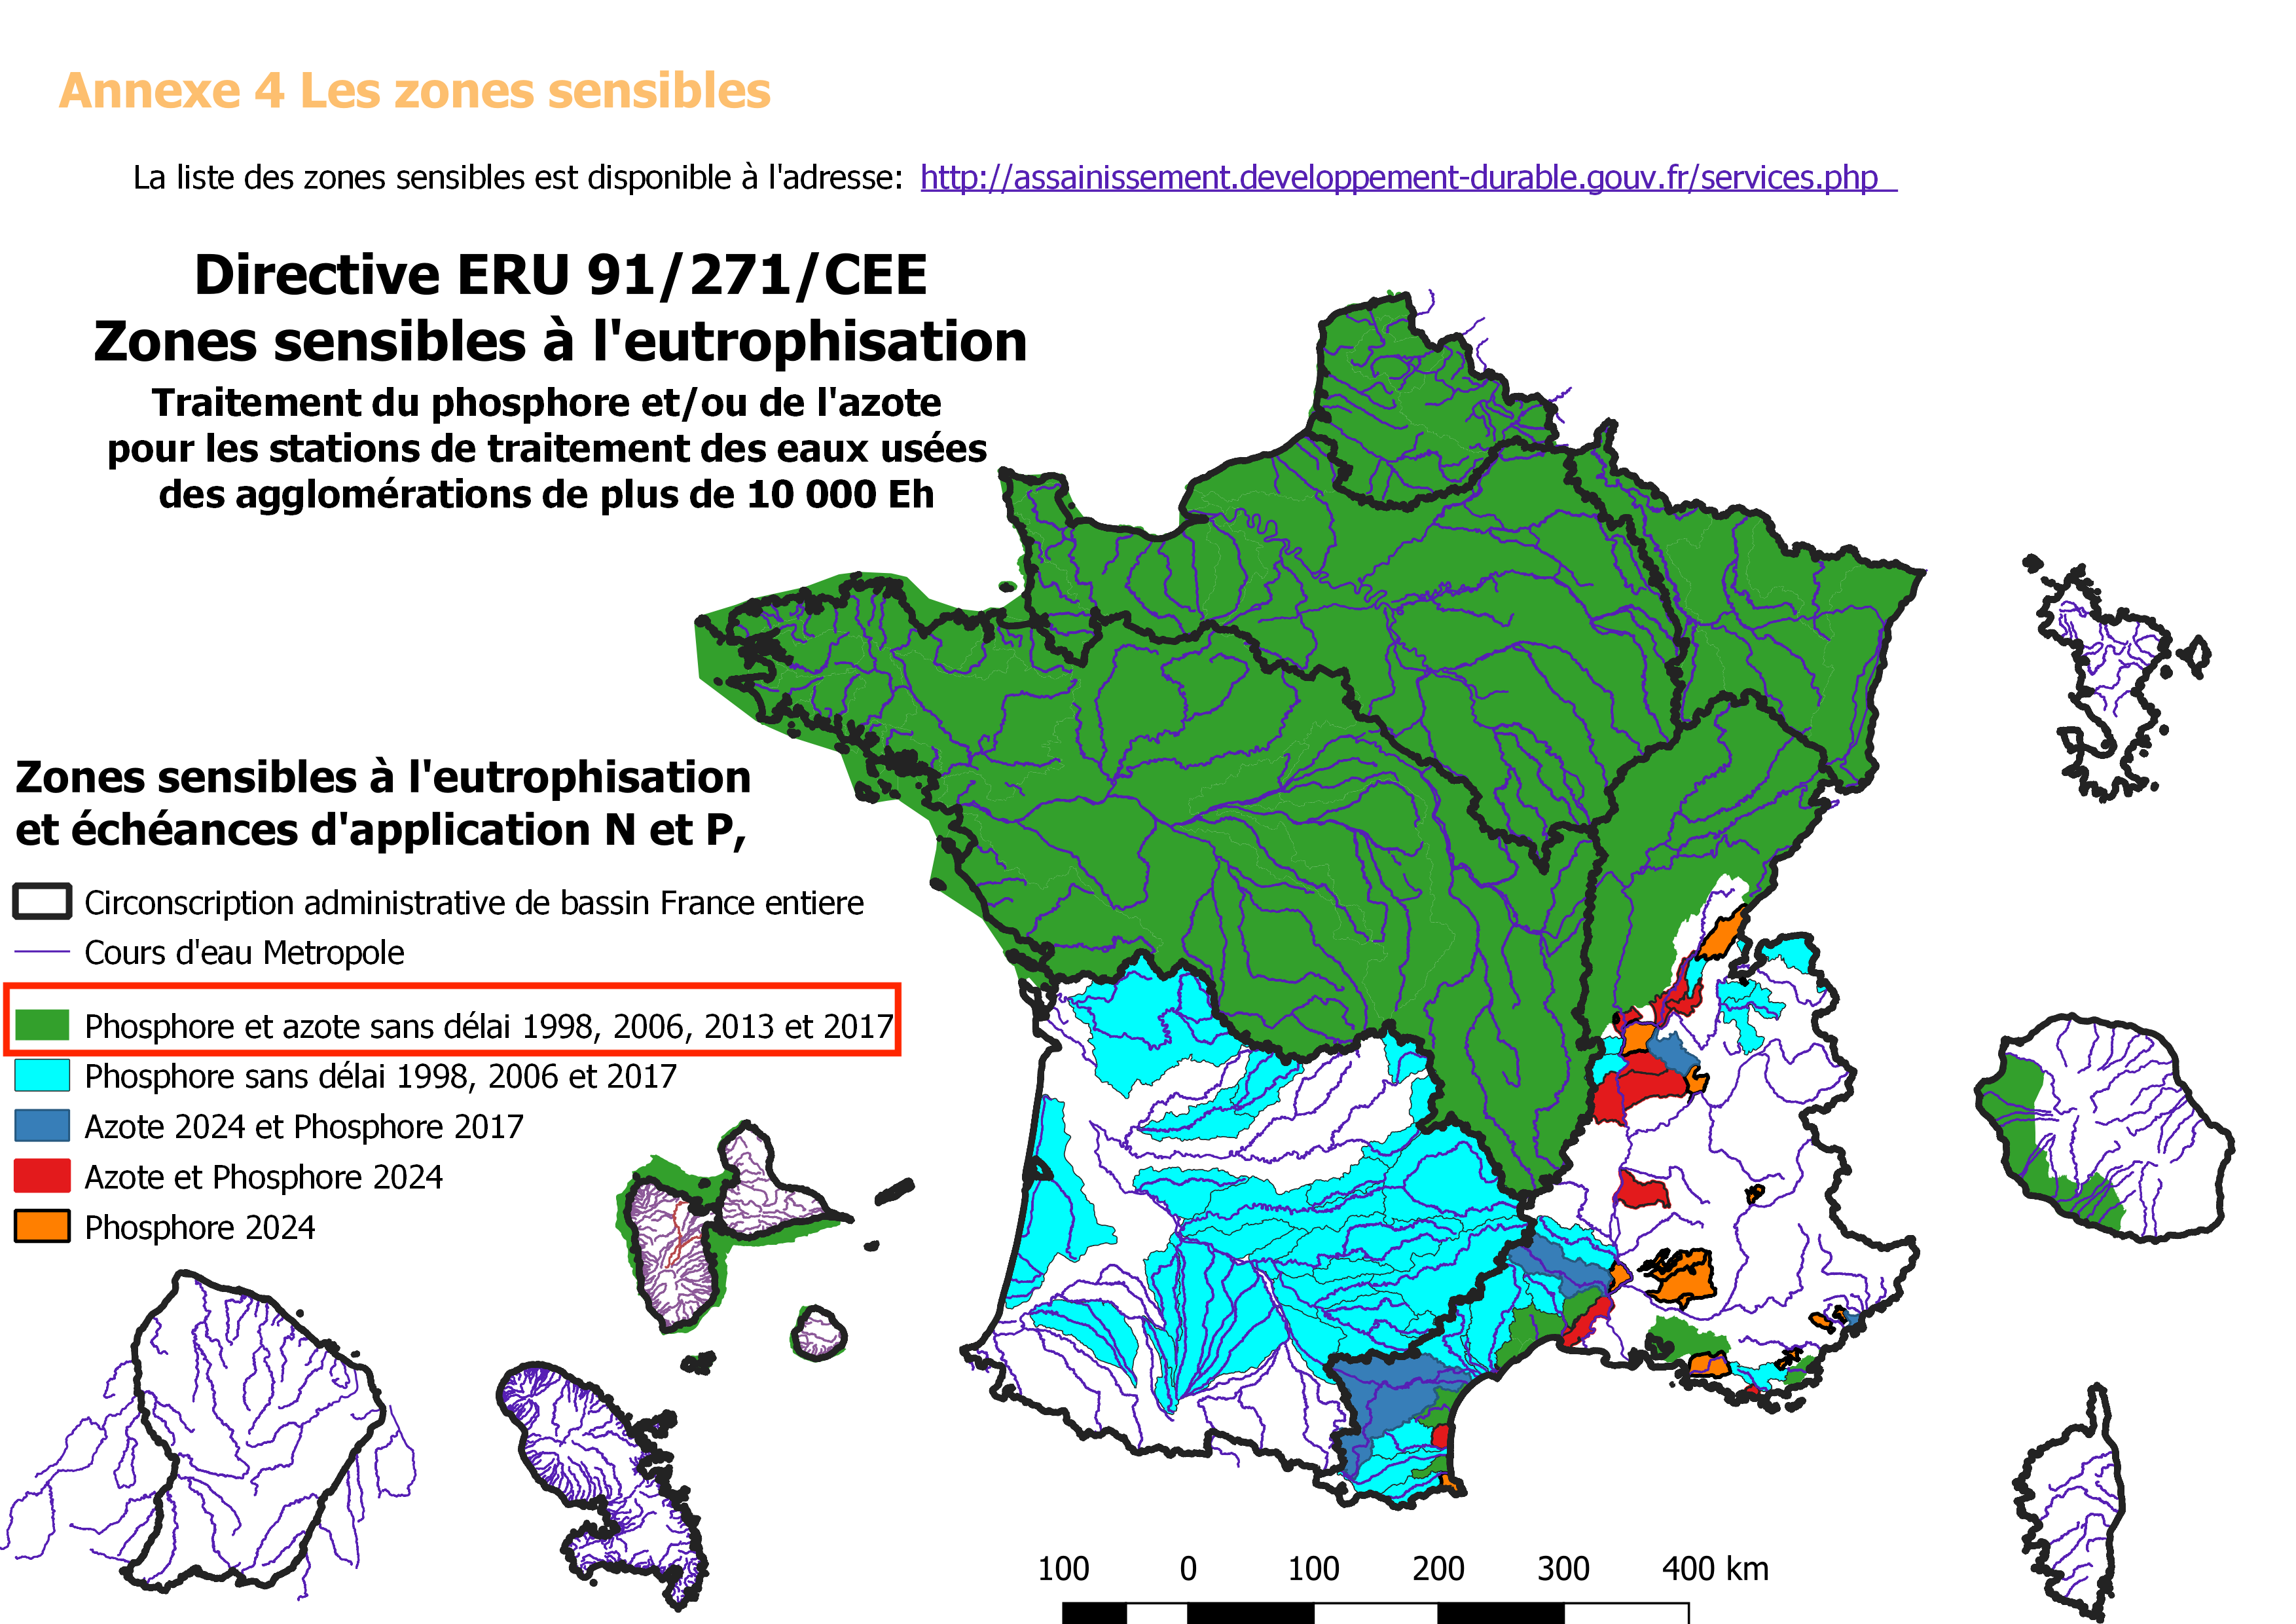 Annexe 4 Les zones sensibles
La liste des zones sensibles est disponible à l'adresse: http://assainissement.developpement-durable.gouv.fr/services.php
Directive ERU 91/271/CEE
Zones sensibles à l'eutrophisation
Traitement du phosphore et/ou de l'azote
pour les stations de traitement des eaux usées
des agglomérations de plus de 10 000 Eh
Zones sensibles à l'eutrophisation
et échéances d'application N et P,
Circonscription administrative de bassin France entiere
Cours d'eau Metropole
Phosphore et azote sans délai 1998, 2006, 2013 et 2017
Phosphore sans délai 1998, 2006 et 2017
Azote 2024 et Phosphore 2017
Azote et Phosphore 2024
Phosphore 2024
100 0 100 200 300 400 km